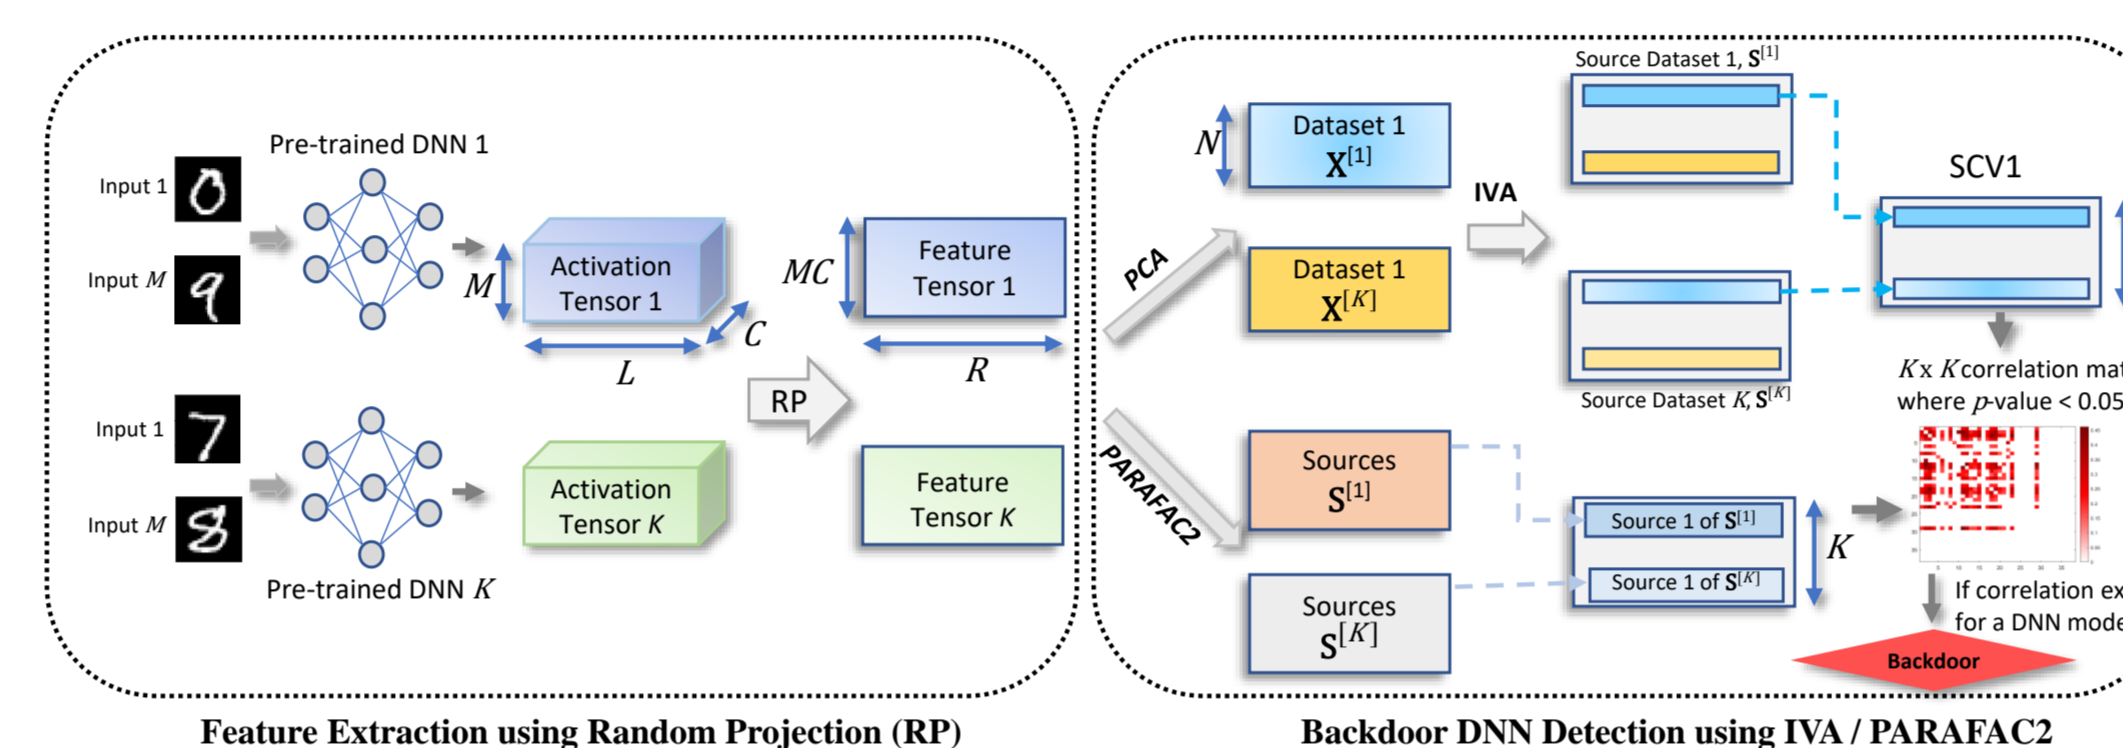 Pre-trained DNN 1
Input 1
Input M
M
Activation
Tensor 1
L
C
MC
Feature
Tensor 1
R
RP
Input 1
Input M
Activation
Tensor K
Feature
Tensor K
Pre-trained DNN K
Feature Extraction using Random Projection (RP)
PCA
PARAFAC2
N
Dataset 1
X[1]
Dataset 1
X[K]
IVA
Source Dataset 1, S[1]
Source Dataset K, S[K]
SCV1
K x K correlation mat
where p-value < 0.05
Sources
S[1]
Sources
S[K]
Source 1 of S[1]
Source 1 of S[K]
K
If correlation ex
for a DNN mode
Backdoor
Backdoor DNN Detection using IVA / PARAFAC2